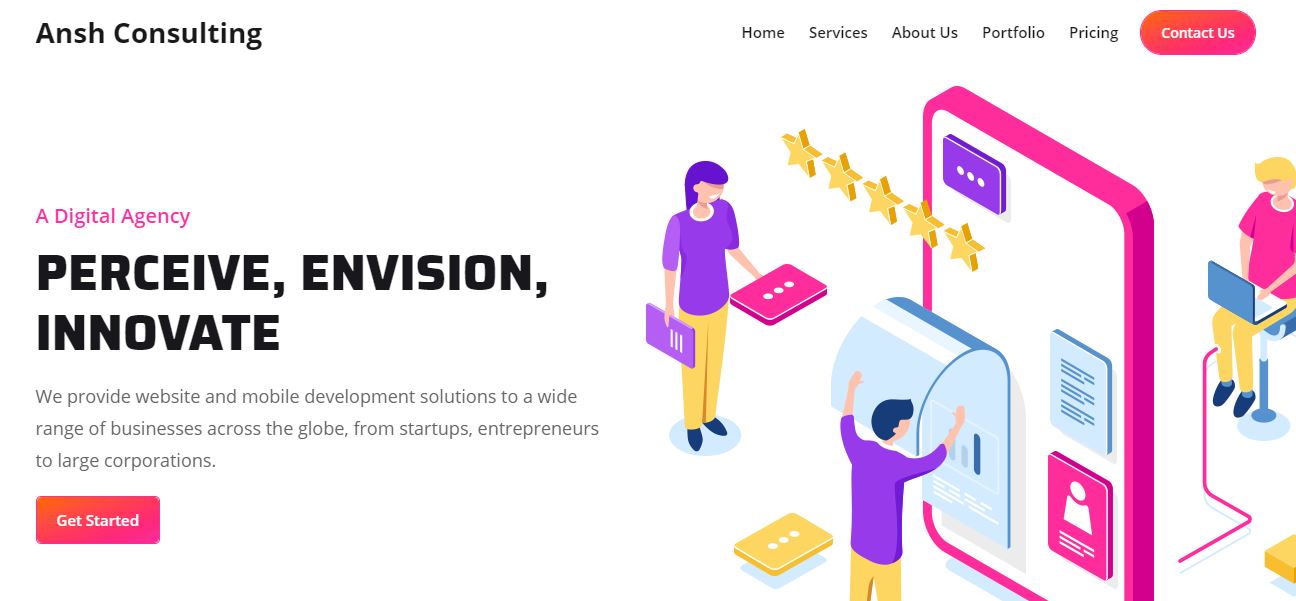 Ansh Consulting
Home Services About Us Portfolio Pricing Contact Us
A Digital Agency
PERCEIVE, ENVISION,
INNOVATE
We provide website and mobile development solutions to a wide
range of businesses across the globe, from startups, entrepreneurs
to large corporations.
Get Started